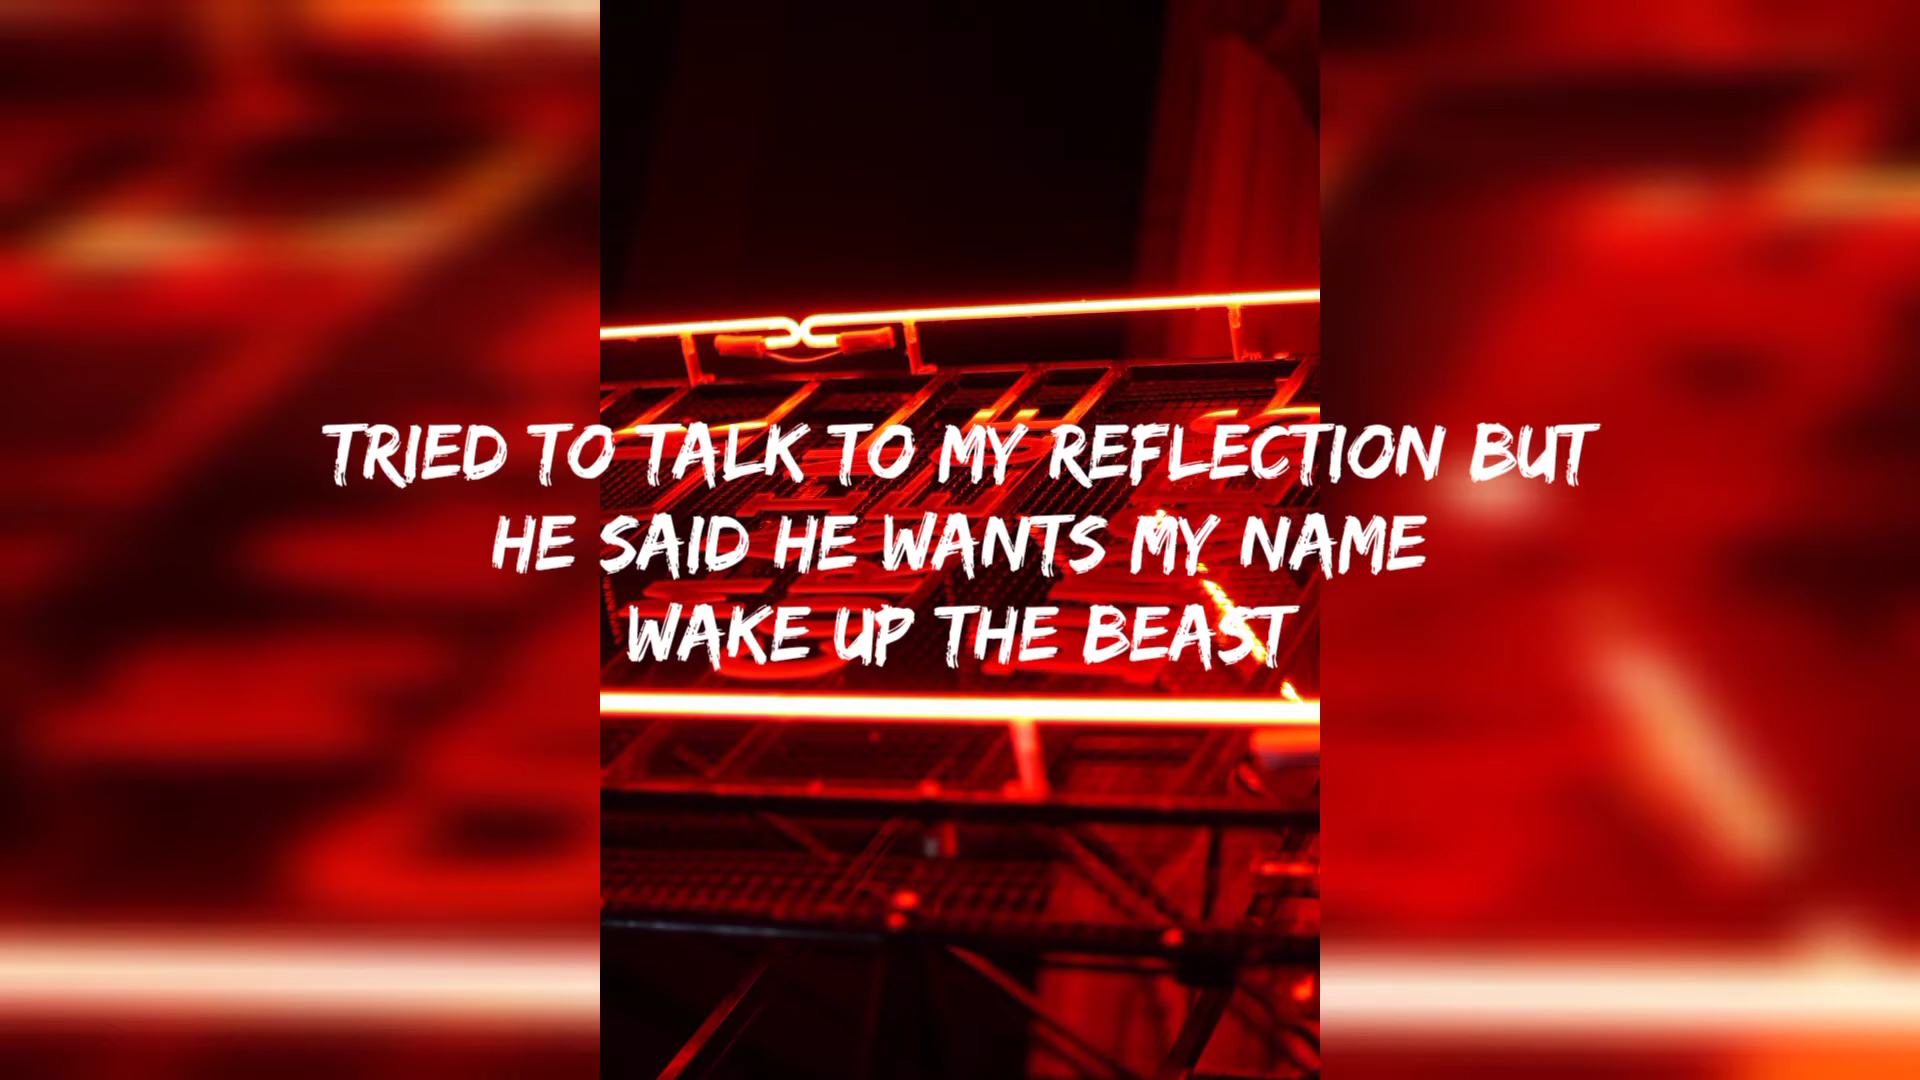 TRIED TO TALK TO MY REFLECTION BUT
HE SAID HE WANTS MY NAME
WAKE UP THE BEAST